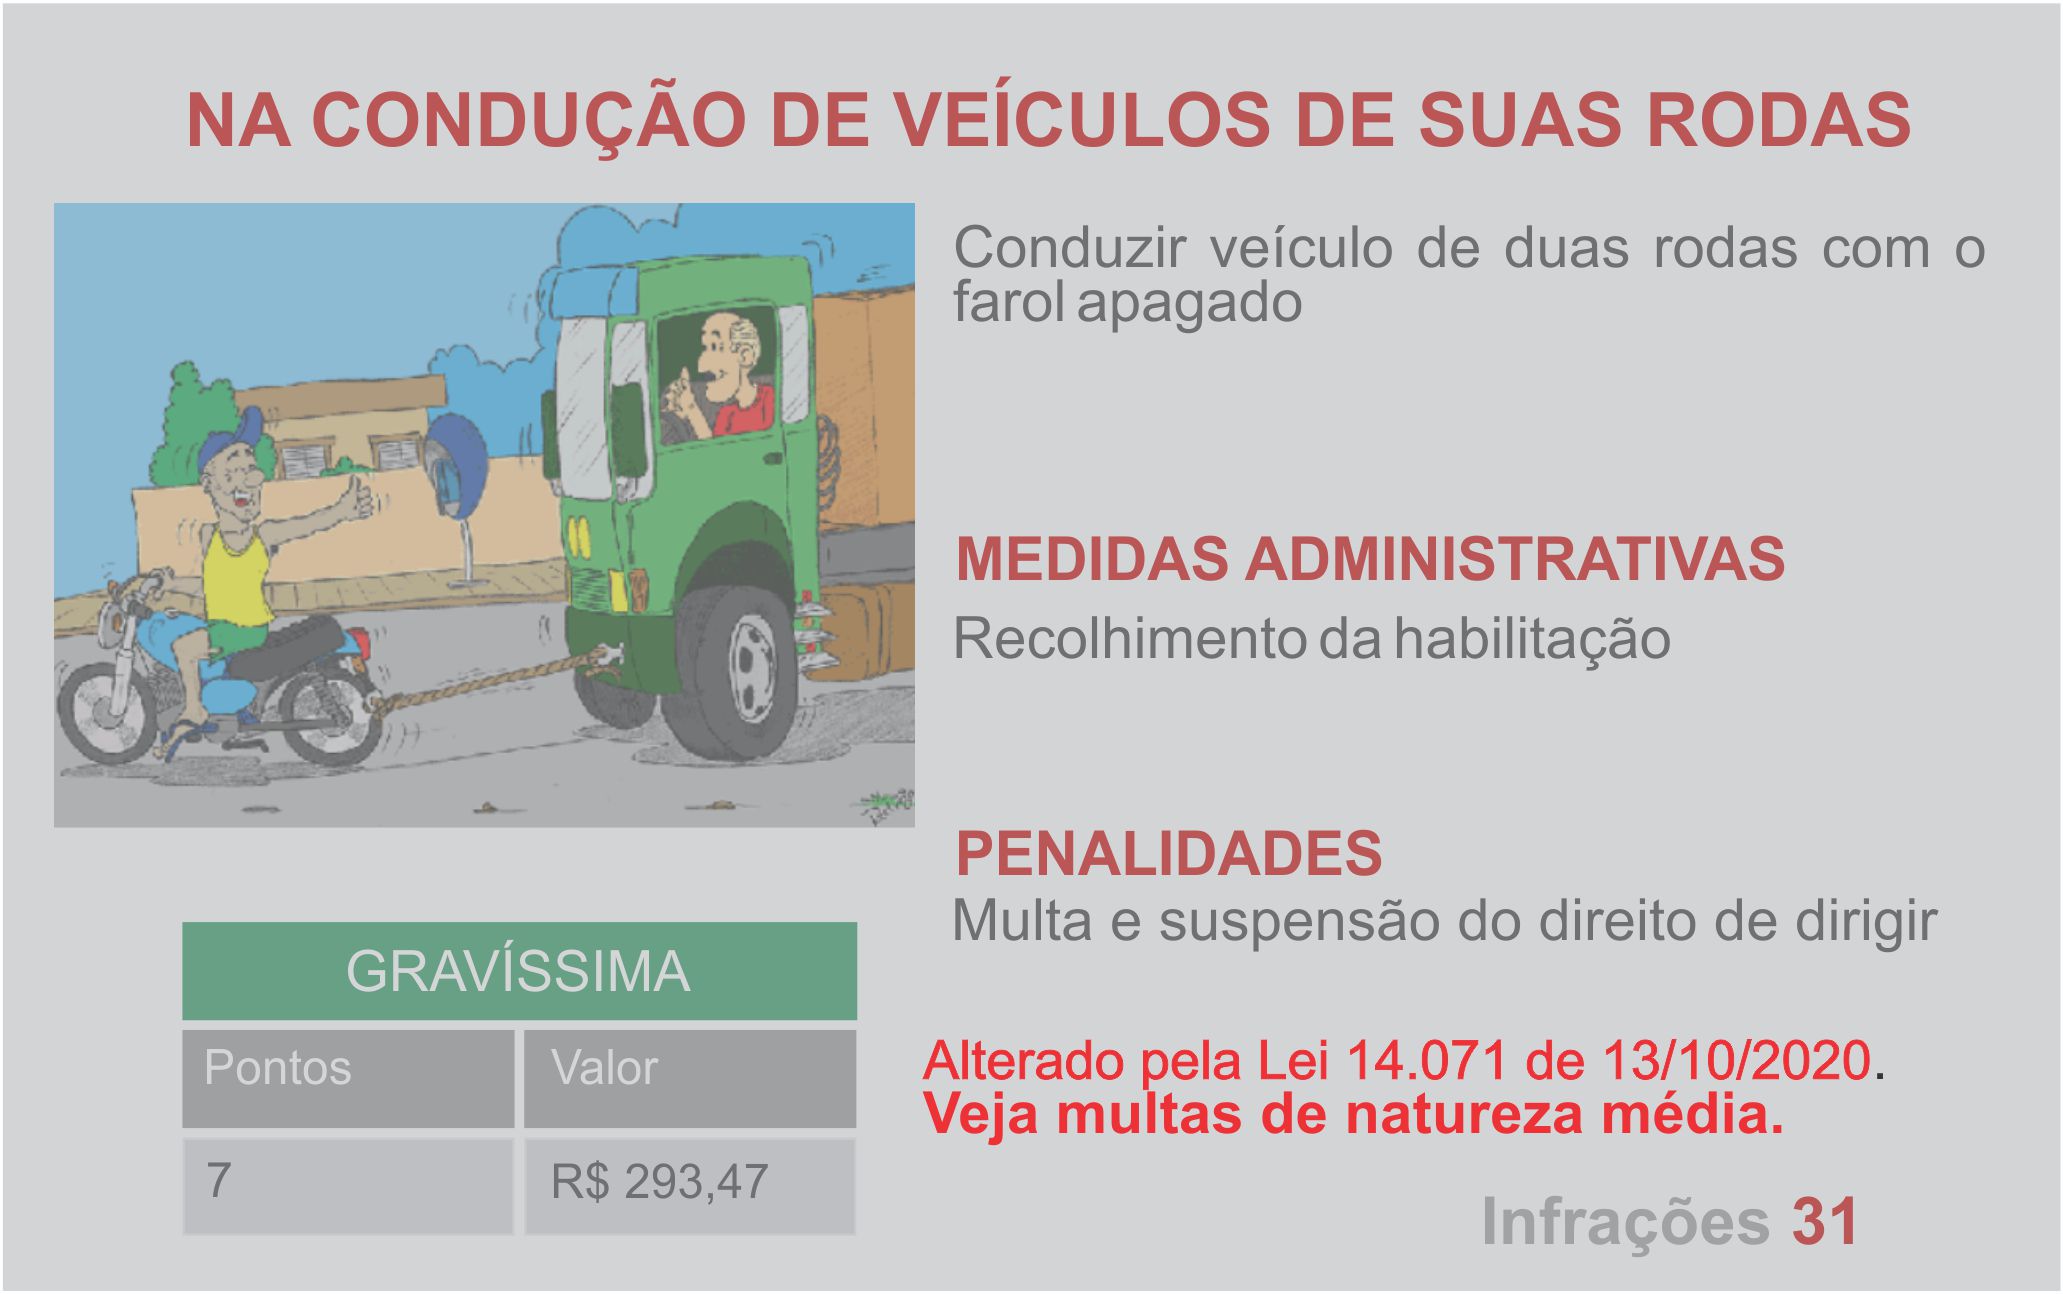 NA CONDUÇÃO DE VEÍCULOS DE SUAS RODAS
Conduzir veículo de duas rodas com o
farol apagado
MEDIDAS ADMINISTRATIVAS
Recolhimento da habilitação
PENALIDADES
Multa e suspensão do direito de dirigir
GRAVÍSSIMA
Pontos Valor
7 R$ 293,47
Alterado pela Lei 14.071 de 13/10/2020.
Veja multas de natureza média.
Infrações 31